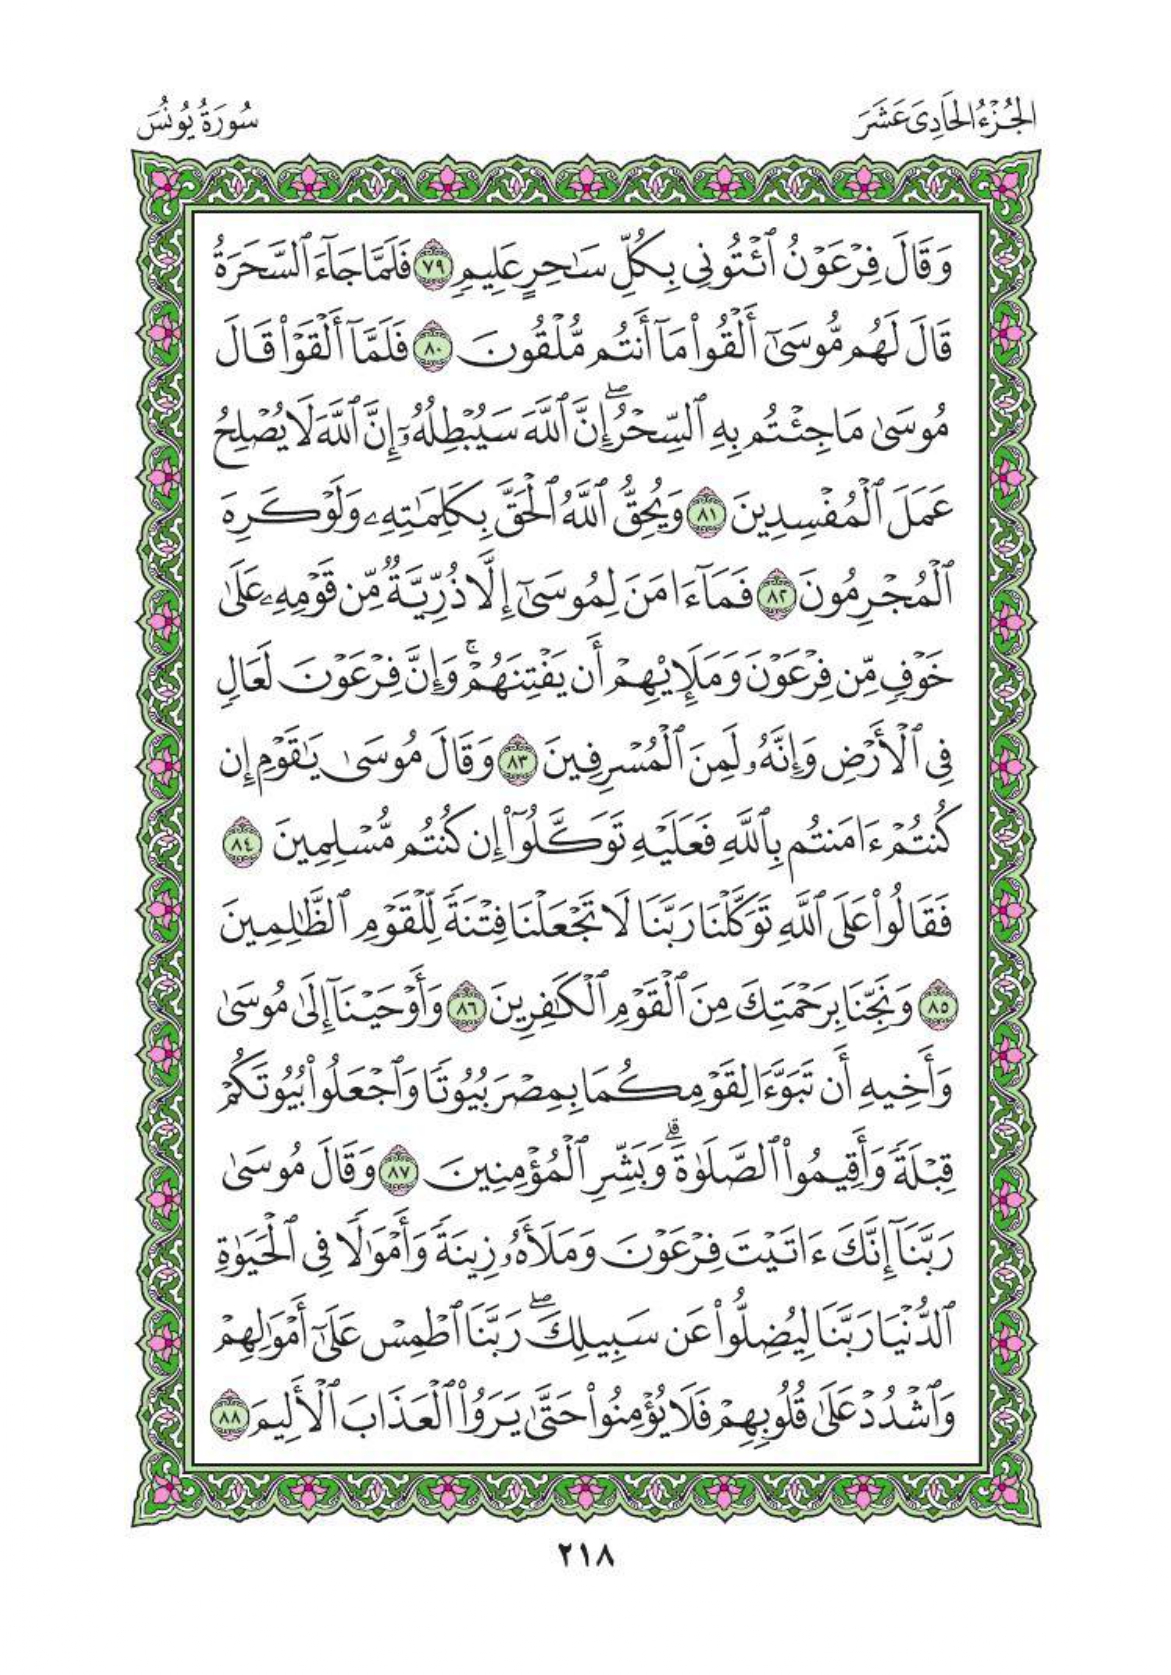 الجُزْءُ الحَادِىَ عَشَرَ
سُورَةُ يُونُسَ
وَقَالَ فِرْعَوْنُ ٱئْتُونِى بِكُلِّ سَٰحِرٍ عَلِيمٍ ٧٩ فَلَمَّا جَآءَ ٱلسَّحَرَةُ
قَالَ لَهُم مُّوسَىٰٓ أَلْقُوا۟ مَآ أَنتُم مُّلْقُونَ ٨٠ فَلَمَّآ أَلْقَوْا۟ قَالَ
مُوسَىٰ مَا جِئْتُم بِهِ ٱلسِّحْرُ ۖ إِنَّ ٱللَّهَ سَيُبْطِلُهُۥٓ إِنَّ ٱللَّهَ لَا يُصْلِحُ
عَمَلَ ٱلْمُفْسِدِينَ ٨١ وَيُحِقُّ ٱللَّهُ ٱلْحَقَّ بِكَلِمَٰتِهِۦ وَلَوْ كَرِهَ
ٱلْمُجْرِمُونَ ٨٢ فَمَآ ءَامَنَ لِمُوسَىٰٓ إِلَّا ذُرِّيَّةٌ مِّن قَوْمِهِۦ عَلَىٰ
خَوْفٍ مِّن فِرْعَوْنَ وَمَلَإِي۟هِمْ أَن يَفْتِنَهُمْ ۚ وَإِنَّ فِرْعَوْنَ لَعَالٍ
فِى ٱلْأَرْضِ وَإِنَّهُۥ لَمِنَ ٱلْمُسْرِفِينَ ٨٣ وَقَالَ مُوسَىٰ يَٰقَوْمِ إِن
كُنتُمْ ءَامَنتُم بِٱللَّهِ فَعَلَيْهِ تَوَكَّلُوٓا۟ إِن كُنتُم مُّسْلِمِينَ ٨٤
فَقَالُوا۟ عَلَى ٱللَّهِ تَوَكَّلْنَا رَبَّنَا لَا تَجْعَلْنَا فِتْنَةً لِّلْقَوْمِ ٱلظَّٰلِمِينَ
٨٥ وَنَجِّنَا بِرَحْمَتِكَ مِنَ ٱلْقَوْمِ ٱلْكَٰفِرِينَ ٨٦ وَأَوْحَيْنَآ إِلَىٰ مُوسَىٰ
وَأَخِيهِ أَن تَبَوَّءَا لِقَوْمِكُمَا بِمِصْرَ بُيُوتًا وَٱجْعَلُوا۟ بُيُوتَكُمْ
قِبْلَةً وَأَقِيمُوا۟ ٱلصَّلَوٰةَ ۗ وَبَشِّرِ ٱلْمُؤْمِنِينَ ٨٧ وَقَالَ مُوسَىٰ
رَبَّنَآ إِنَّكَ ءَاتَيْتَ فِرْعَوْنَ وَمَلَأَهُۥ زِينَةً وَأَمْوَٰلًا فِى ٱلْحَيَوٰةِ
ٱلدُّنْيَا رَبَّنَا لِيُضِلُّوا۟ عَن سَبِيلِكَ ۖ رَبَّنَا ٱطْمِسْ عَلَىٰٓ أَمْوَٰلِهِمْ
وَٱشْدُدْ عَلَىٰ قُلُوبِهِمْ فَلَا يُؤْمِنُوا۟ حَتَّىٰ يَرَوُا۟ ٱلْعَذَابَ ٱلْأَلِيمَ ٨٨
٢١٨